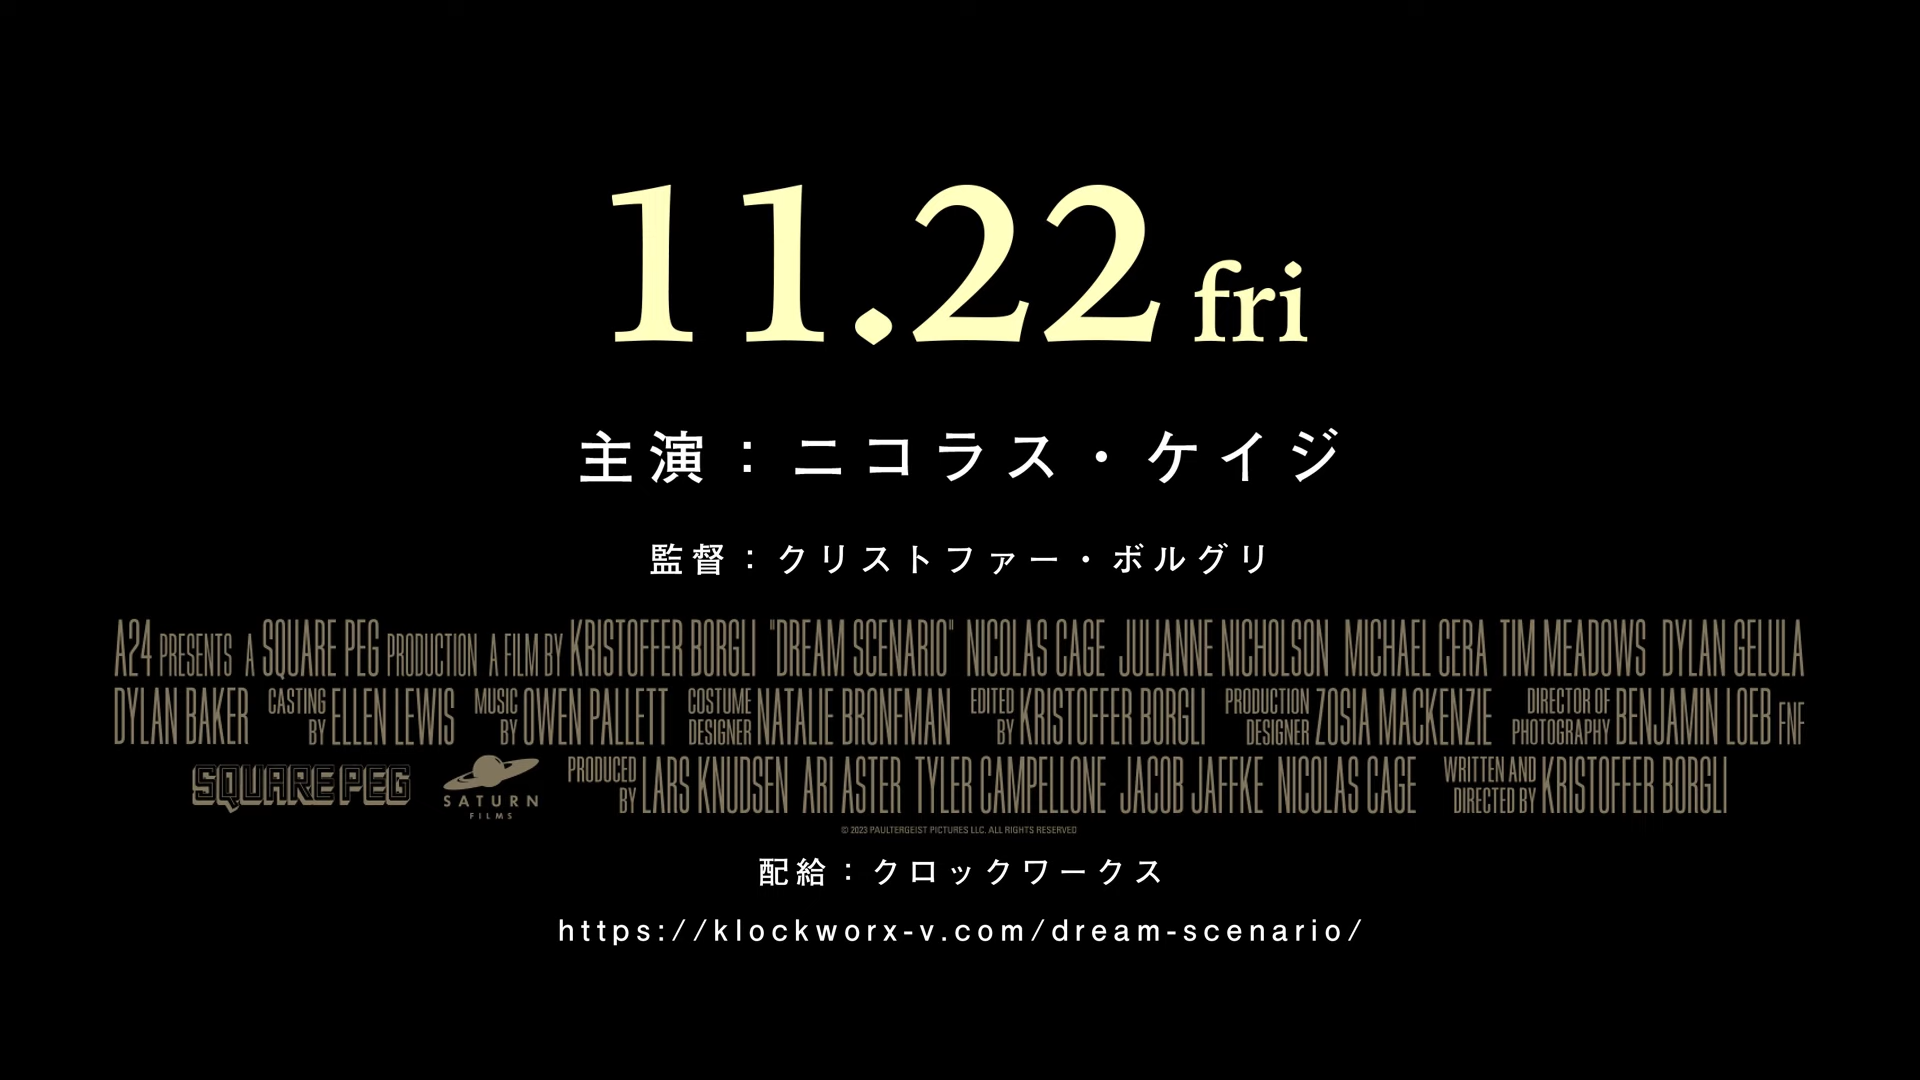 11.22 fri
主演：ニコラス・ケイジ
監督：クリストファー・ボルグリ
A24 PRESENTS A SQUARE PEG PRODUCTION A FILM BY KRISTOFFER BORGLI "DREAM SCENARIO" NICOLAS CAGE JULIANNE NICHOLSON MICHAEL CERA TIM MEADOWS DYLAN GELULA
DYLAN BAKER CASTING BY ELLEN LEWIS MUSIC BY OWEN PALLETT COSTUME DESIGNER NATALIE BRONFMAN EDITED BY KRISTOFFER BORGLI PRODUCTION DESIGNER ZOSIA MACKENZIE DIRECTOR OF PHOTOGRAPHY BENJAMIN LOEB FNF
SQUARE PEG SATURN FILMS PRODUCED BY LARS KNUDSEN ARI ASTER TYLER CAMPELLONE JACOB JAFFKE NICOLAS CAGE WRITTEN AND DIRECTED BY KRISTOFFER BORGLI
© 2023 PAULTERGEIST PICTURES LLC. ALL RIGHTS RESERVED
配給：クロックワークス
https://klockworx-v.com/dream-scenario/